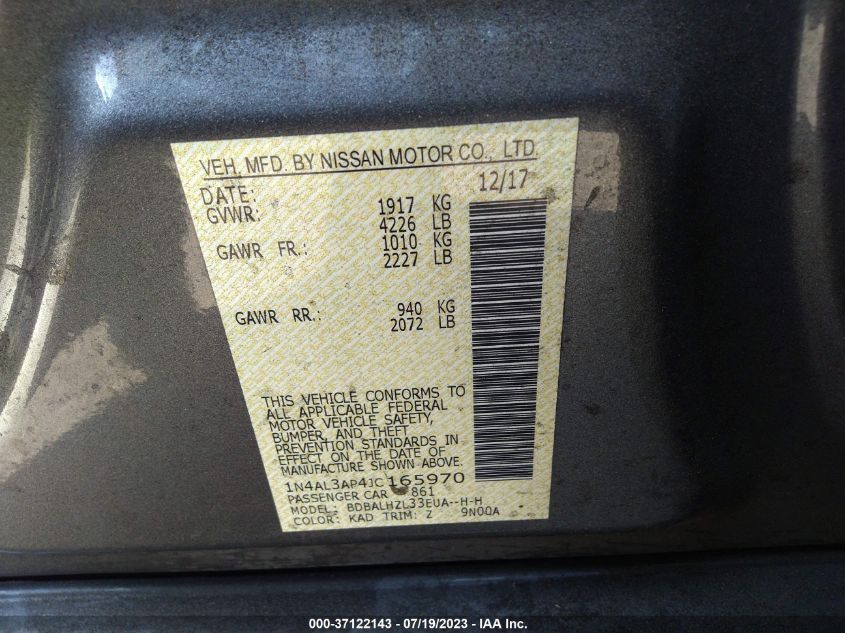 VEH. MFD. BY NISSAN MOTOR CO., LTD.
DATE: 12/17
GVWR: 1917 KG
4226 LB
GAWR FR.: 1010 KG
2227 LB
GAWR RR.: 940 KG
2072 LB
THIS VEHICLE CONFORMS TO
ALL APPLICABLE FEDERAL
MOTOR VEHICLE SAFETY,
BUMPER, AND THEFT
PREVENTION STANDARDS IN
EFFECT ON THE DATE OF
MANUFACTURE SHOWN ABOVE.
1N4AL3AP4JC165970
PASSENGER CAR 861
MODEL: BDBALHZL33EUA--H-H
COLOR: KAD TRIM: Z 9N00A
000-37122143 - 07/19/2023 - IAA Inc.